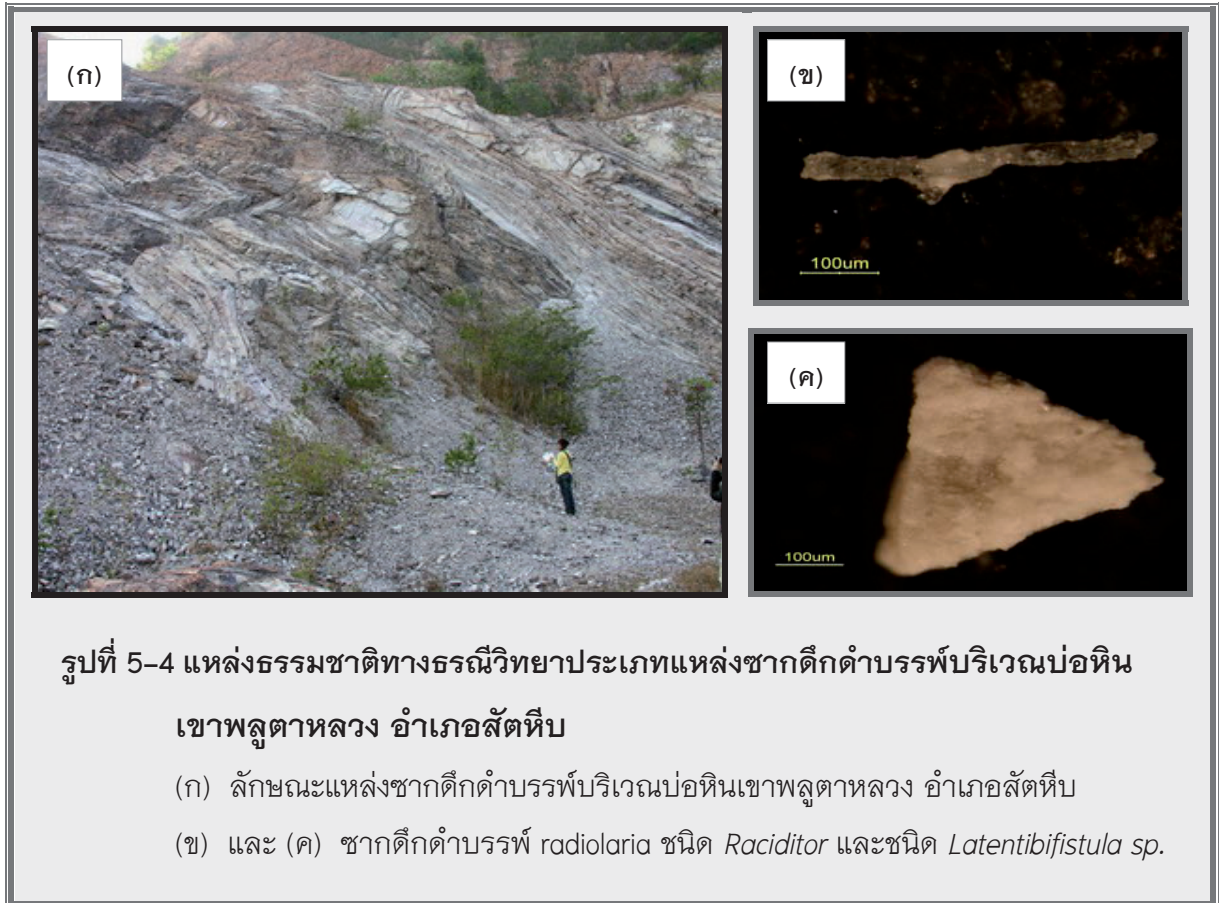 (ก)
(ข)
100um
(ค)
100um
รูปที่ 5-4 แหล่งธรรมชาติทางธรณีวิทยาประเภทแหล่งซากดึกดำบรรพ์บริเวณบ่อหิน
เขาพลูตาหลวง อำเภอสัตหีบ
(ก) ลักษณะแหล่งซากดึกดำบรรพ์บริเวณบ่อหินเขาพลูตาหลวง อำเภอสัตหีบ
(ข) และ (ค) ซากดึกดำบรรพ์ radiolaria ชนิด Raciditor และชนิด Latentibifistula sp.